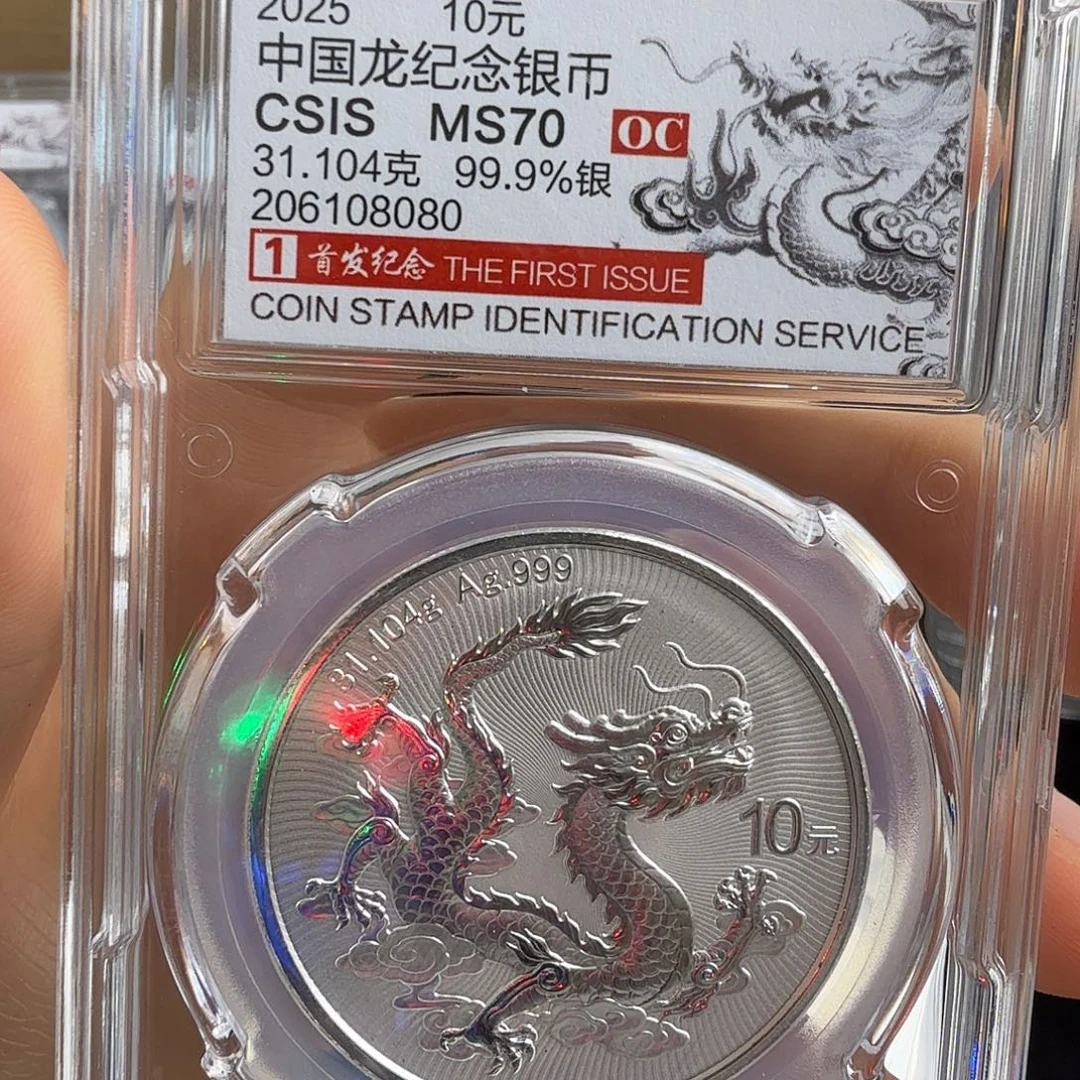 2025 10元
中国龙纪念银币
CSIS MS70 OC
31.104克 99.9%银
206108080
1 首发纪念 THE FIRST ISSUE
COIN STAMP IDENTIFICATION SERVICE
31.104g Ag.999
10元